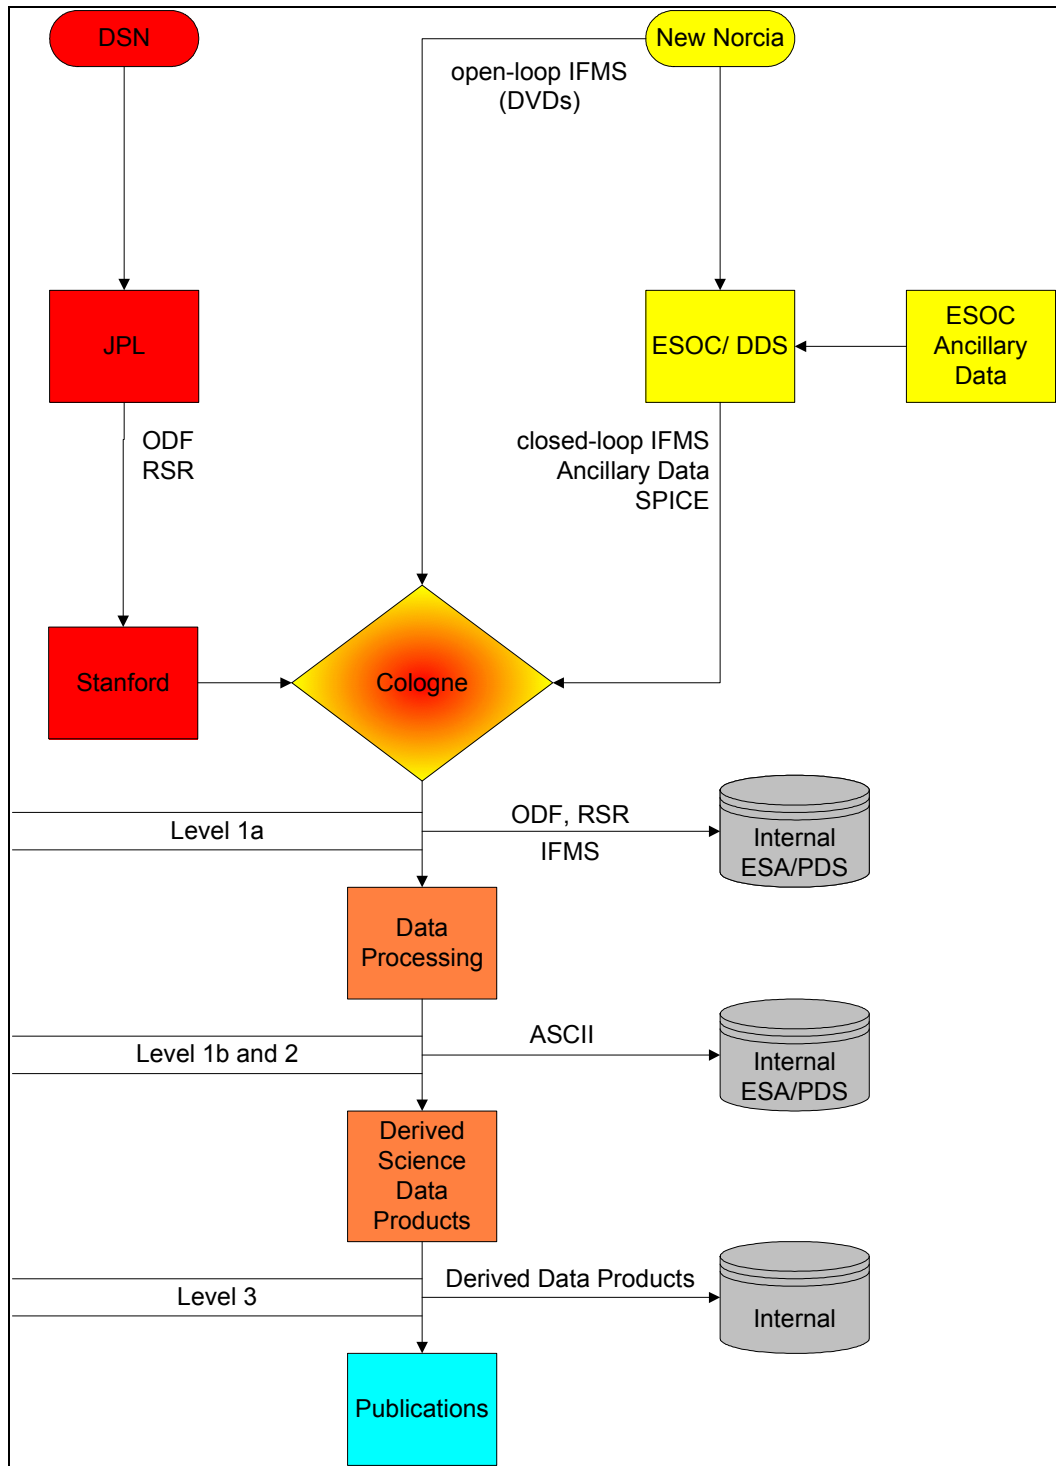 DSN
New Norcia
open-loop IFMS
(DVDs)
JPL
ESOC/ DDS
ESOC
Ancillary
Data
ODF
RSR
closed-loop IFMS
Ancillary Data
SPICE
Stanford
Cologne
Level 1a
ODF, RSR
IFMS
Internal
ESA/PDS
Data
Processing
Level 1b and 2
ASCII
Internal
ESA/PDS
Derived
Science
Data
Products
Level 3
Derived Data Products
Internal
Publications